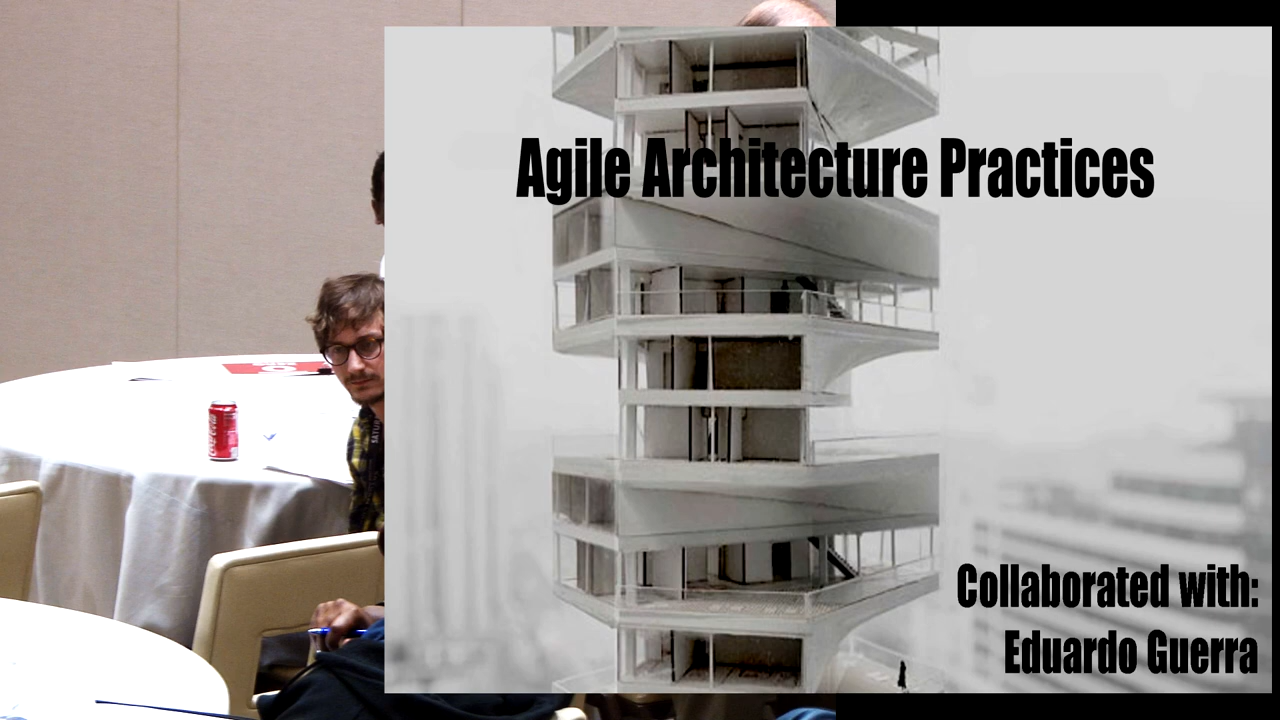 Agile Architecture Practices
Collaborated with:
Eduardo Guerra